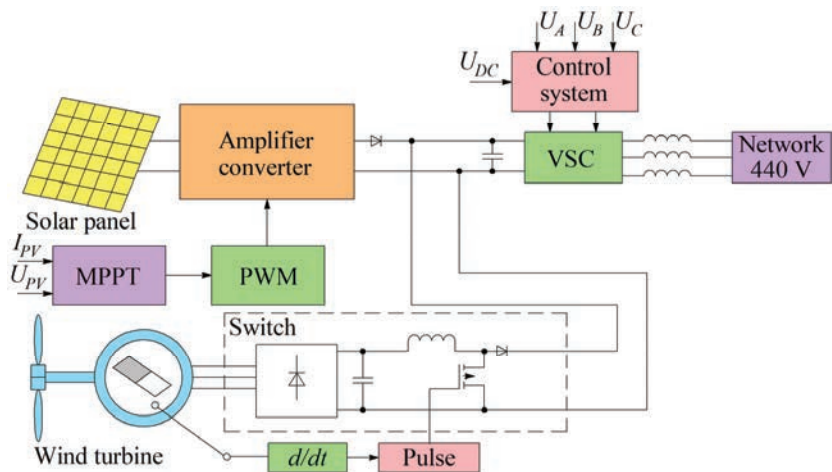 U_A U_B U_C
U_DC
Control
system
Amplifier
converter
VSC
Network
440 V
Solar panel
I_PV
U_PV
MPPT
PWM
Switch
Wind turbine
d/dt
Pulse